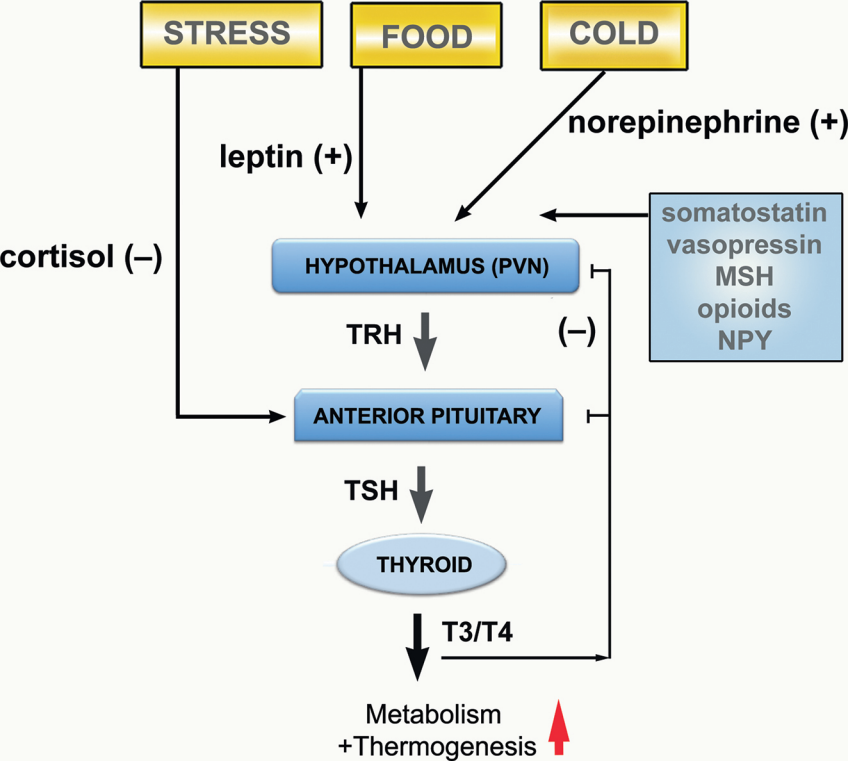 STRESS
FOOD
COLD
norepinephrine (+)
leptin (+)
somatostatin
vasopressin
MSH
opioids
NPY
cortisol (–)
HYPOTHALAMUS (PVN)
TRH
(–)
ANTERIOR PITUITARY
TSH
THYROID
T3/T4
Metabolism
+Thermogenesis